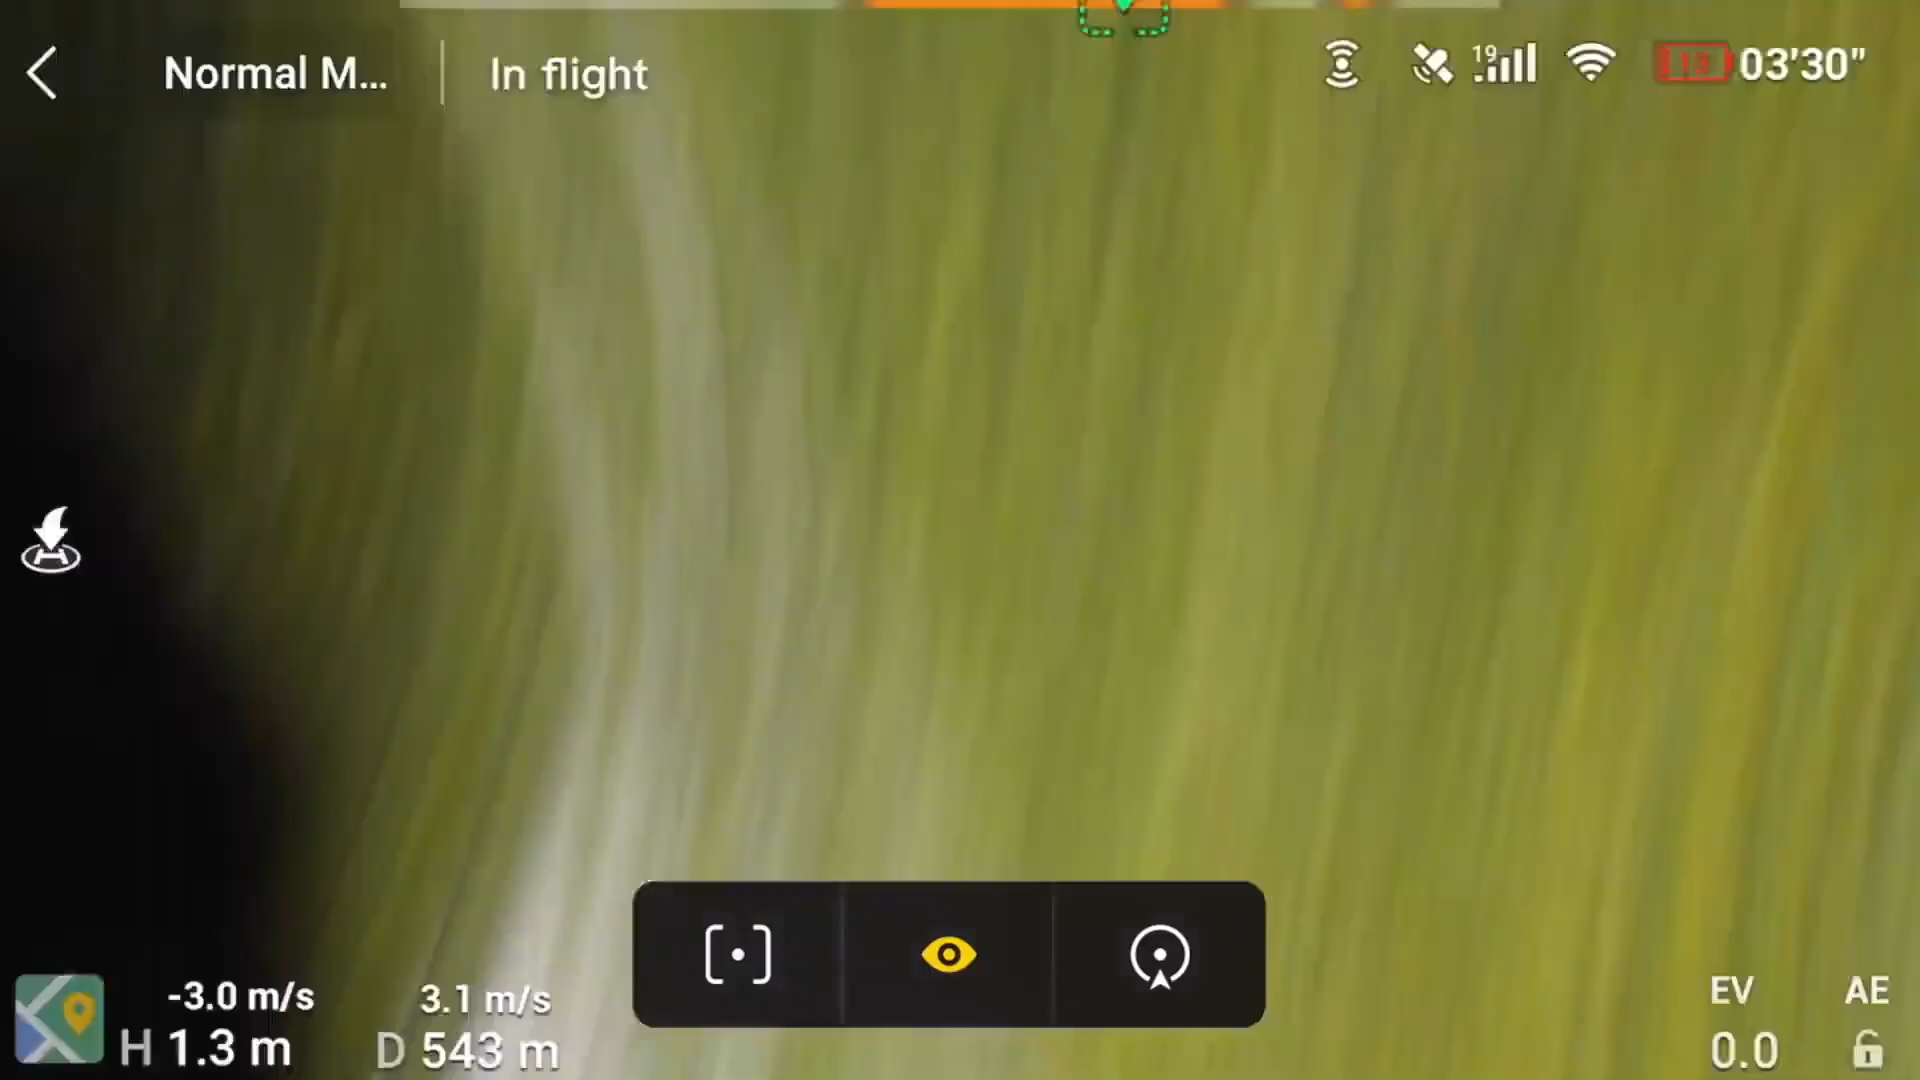 Normal M...
In flight
19
13
03'30"
-3.0 m/s
3.1 m/s
H 1.3 m
D 543 m
EV
AE
0.0